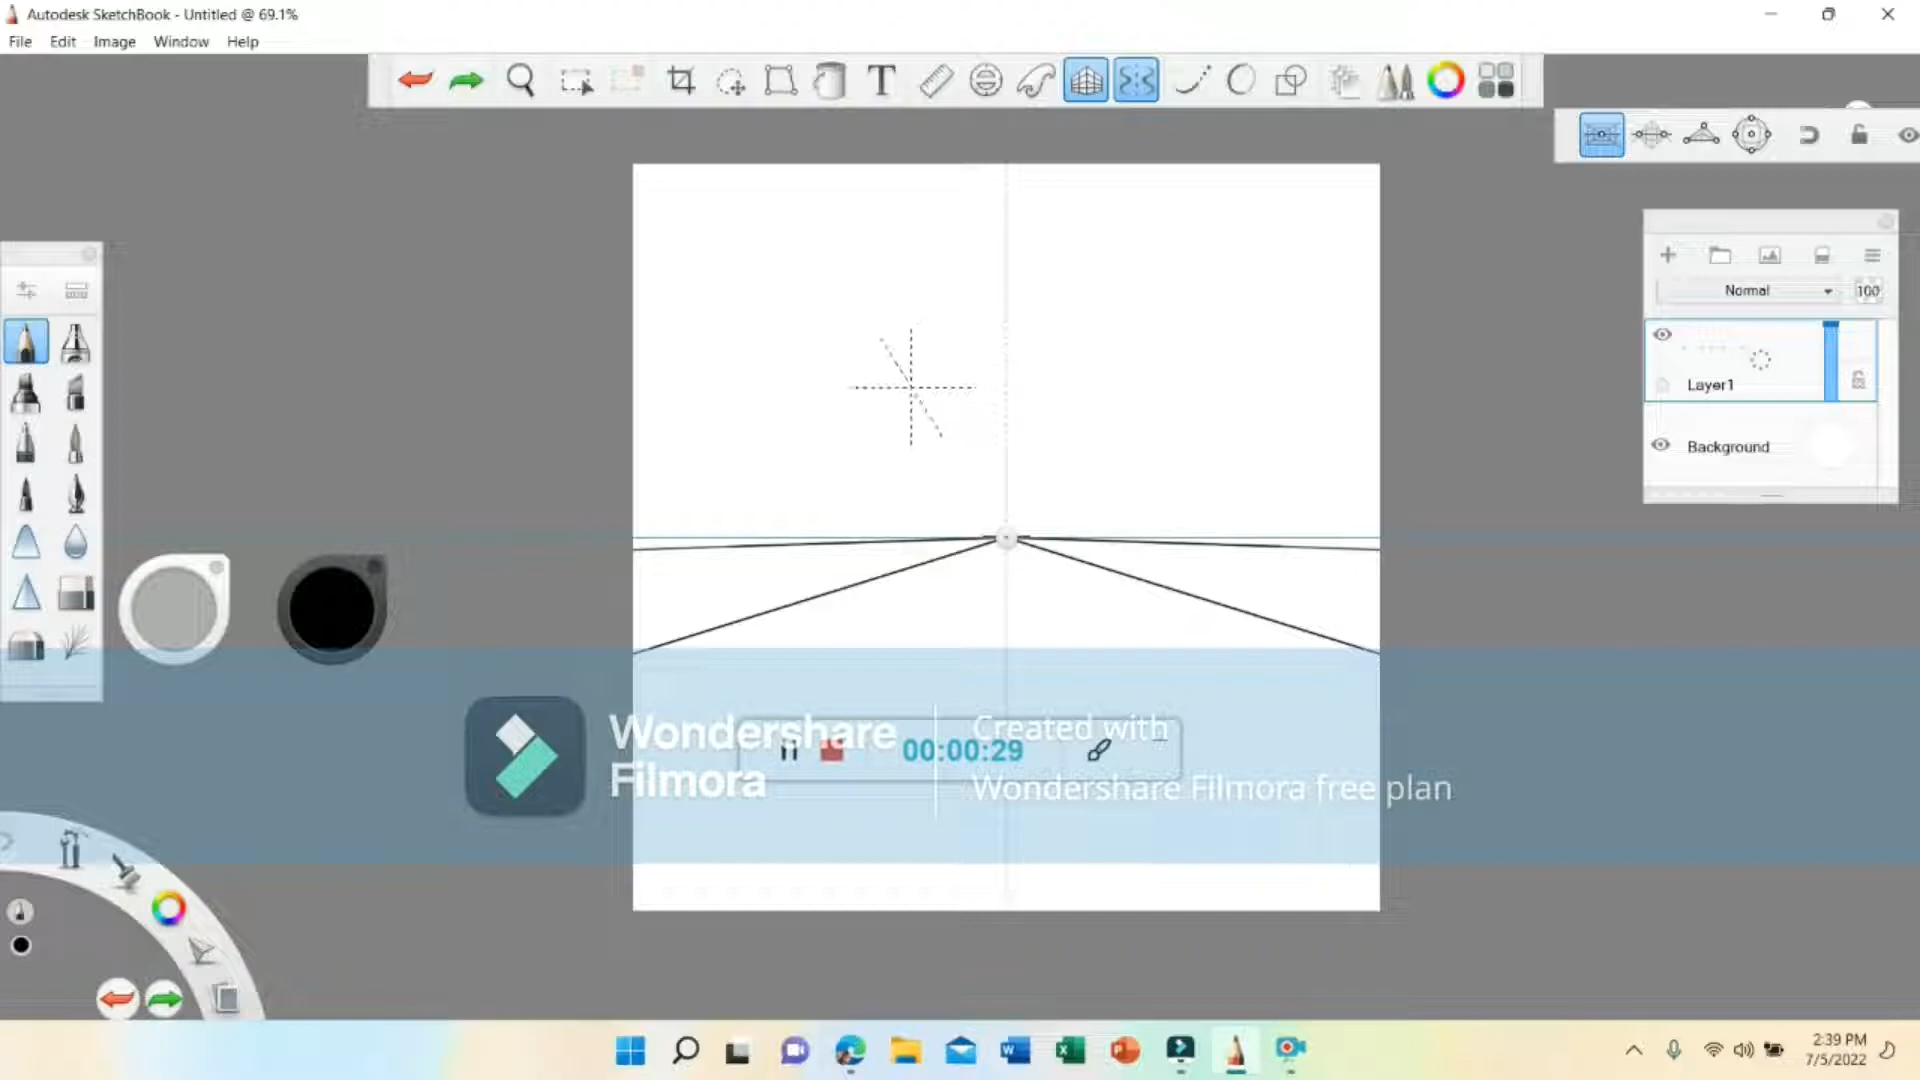 Autodesk SketchBook - Untitled @ 69.1%
File Edit Image Window Help
T
Normal 100
Layer1
Background
Wondershare
Filmora
00:00:29
Created with
Wondershare Filmora free plan
2:39 PM
7/5/2022